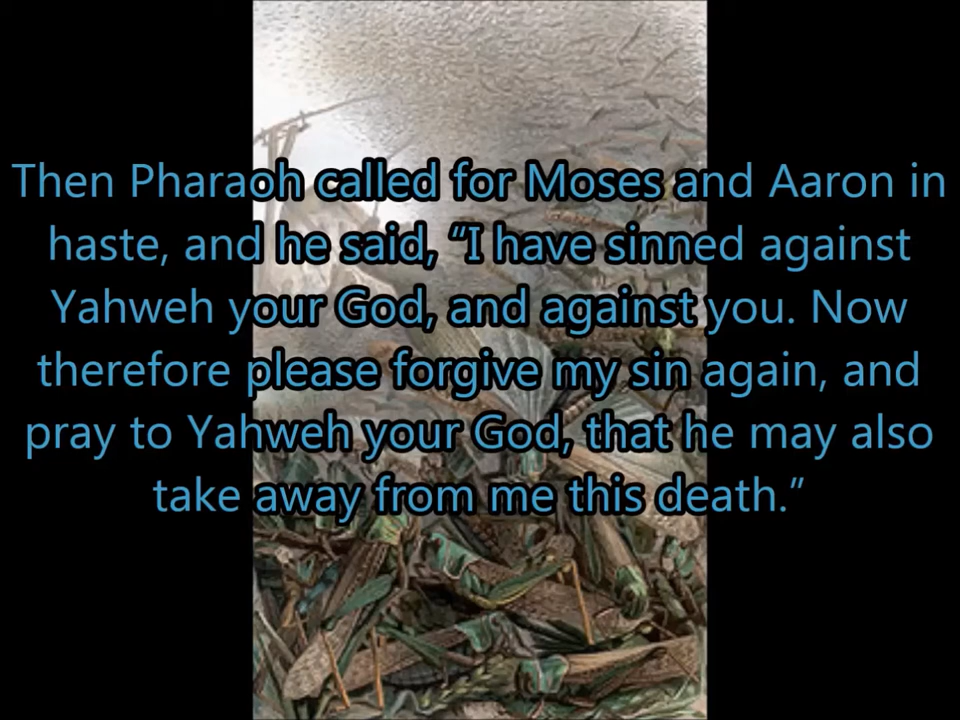 Then Pharaoh called for Moses and Aaron in
haste, and he said, “I have sinned against
Yahweh your God, and against you. Now
therefore please forgive my sin again, and
pray to Yahweh your God, that he may also
take away from me this death.”